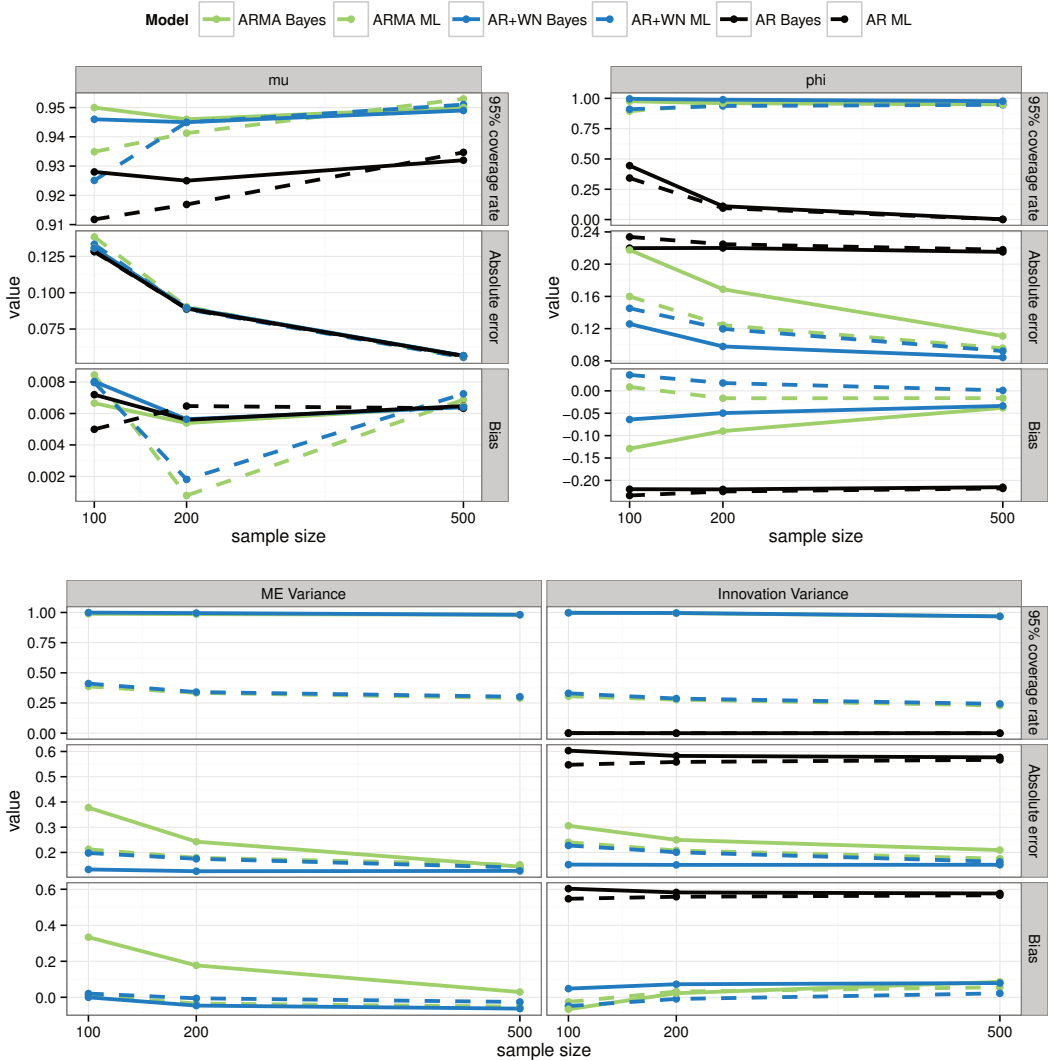 Model ARMA Bayes ARMA ML AR+WN Bayes AR+WN ML AR Bayes AR ML
mu
0.95
0.94
0.93
0.92
0.91
95% coverage rate
0.125
0.100
0.075
Absolute error
0.008
0.006
0.004
0.002
Bias
value
100 200 500
sample size
phi
1.00
0.75
0.50
0.25
0.00
95% coverage rate
0.24
0.20
0.16
0.12
0.08
Absolute error
0.00
−0.05
−0.10
−0.15
−0.20
Bias
value
100 200 500
sample size
ME Variance Innovation Variance
1.00
0.75
0.50
0.25
0.00
95% coverage rate
0.6
0.5
0.4
0.3
0.2
Absolute error
0.6
0.4
0.2
0.0
Bias
value
100 200 500 100 200 500
sample size